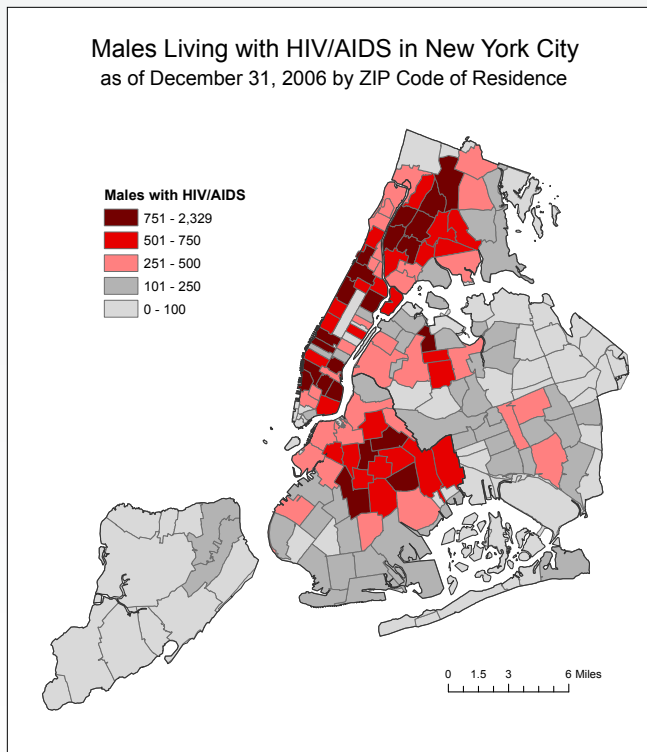 Males Living with HIV/AIDS in New York City
as of December 31, 2006 by ZIP Code of Residence
Males with HIV/AIDS
751 - 2,329
501 - 750
251 - 500
101 - 250
0 - 100
0 1.5 3 6 Miles